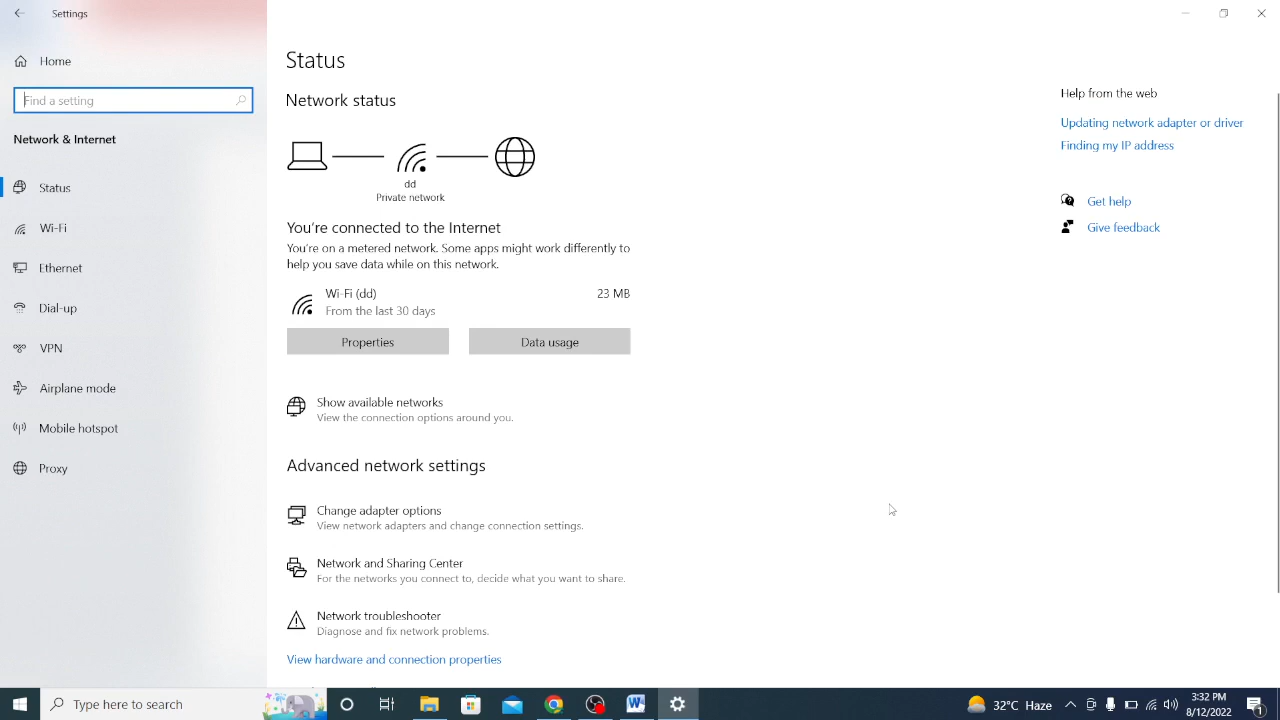 Settings
Home
Find a setting
Network & Internet
Status
Wi-Fi
Ethernet
Dial-up
VPN
Airplane mode
Mobile hotspot
Proxy
Status
Network status
dd
Private network
You're connected to the Internet
You're on a metered network. Some apps might work differently to
help you save data while on this network.
Wi-Fi (dd)
23 MB
From the last 30 days
Properties
Data usage
Show available networks
View the connection options around you.
Advanced network settings
Change adapter options
View network adapters and change connection settings.
Network and Sharing Center
For the networks you connect to, decide what you want to share.
Network troubleshooter
Diagnose and fix network problems.
View hardware and connection properties
Help from the web
Updating network adapter or driver
Finding my IP address
Get help
Give feedback
Type here to search
32°C Haze
3:32 PM
8/12/2022
1